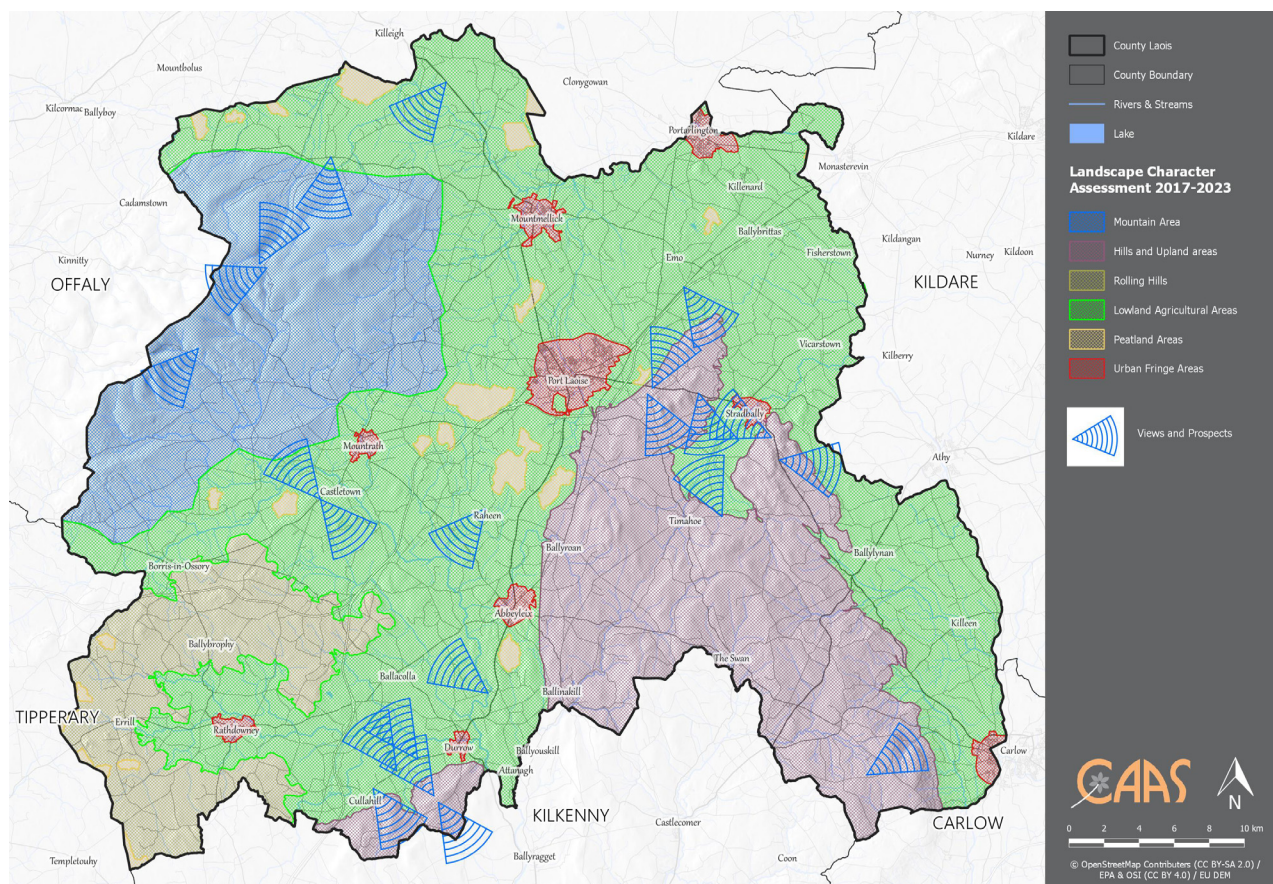 Killeigh
Mountbolus
Clonygowan
Kilcormac
Ballyboy
Portarlington
Kildare
Monasterevin
Killenard
Cadamstown
Mountmellick
Ballybrittas
Kildangan
Fisherstown
Nurney
Kildoon
Kinnitty
Emo
OFFALY
KILDARE
Vicarstown
Kilberry
Port Laoise
Stradbally
Mountrath
Athy
Castletown
Raheen
Timahoe
Ballyroan
Ballylynan
Borris-in-Ossory
Abbeyleix
Killeen
Ballybrophy
The Swan
Ballacolla
Ballinakill
TIPPERARY
Errill
Rathdowney
Durrow
Ballyouskill
Carlow
Attanagh
Cullahill
KILKENNY
CARLOW
Castlecomer
Templetouhy
Ballyragget
Coon
County Laois
County Boundary
Rivers & Streams
Lake
Landscape Character
Assessment 2017-2023
Mountain Area
Hills and Upland areas
Rolling Hills
Lowland Agricultural Areas
Peatland Areas
Urban Fringe Areas
Views and Prospects
CAAS
N
0 2 4 6 8 10 km
© OpenStreetMap Contributers (CC BY-SA 2.0) /
EPA & OSI (CC BY 4.0) / EU DEM